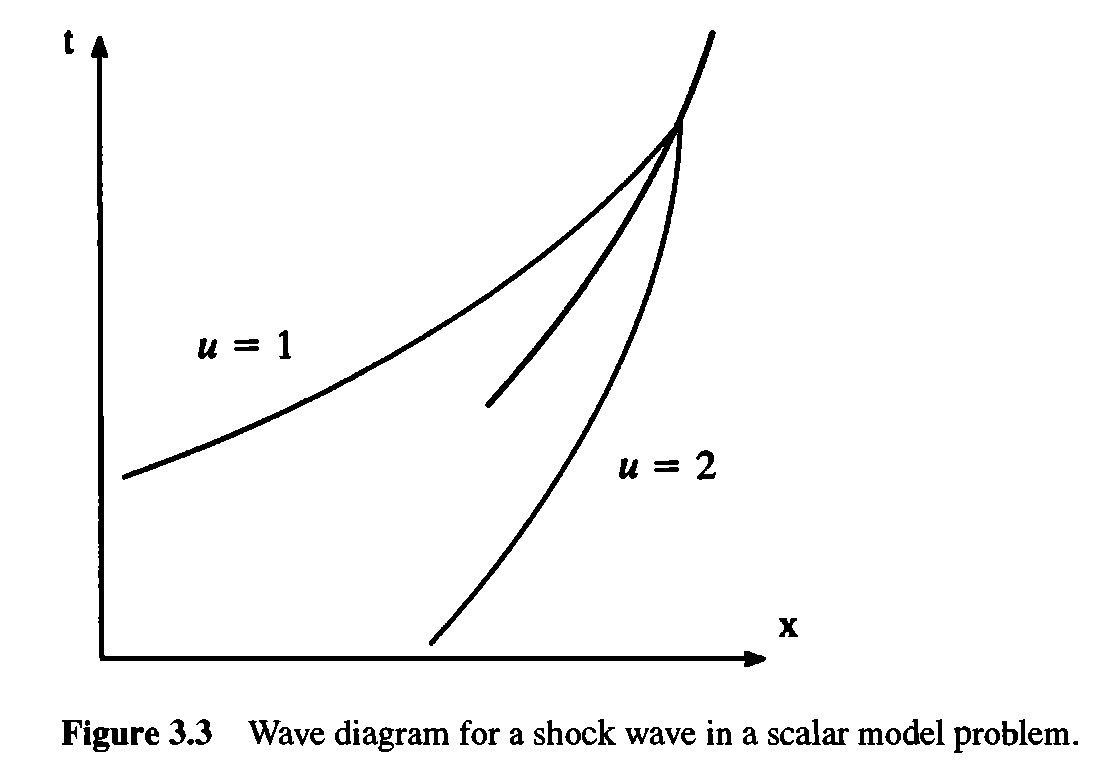 t
u = 1
u = 2
x
Figure 3.3 Wave diagram for a shock wave in a scalar model problem.